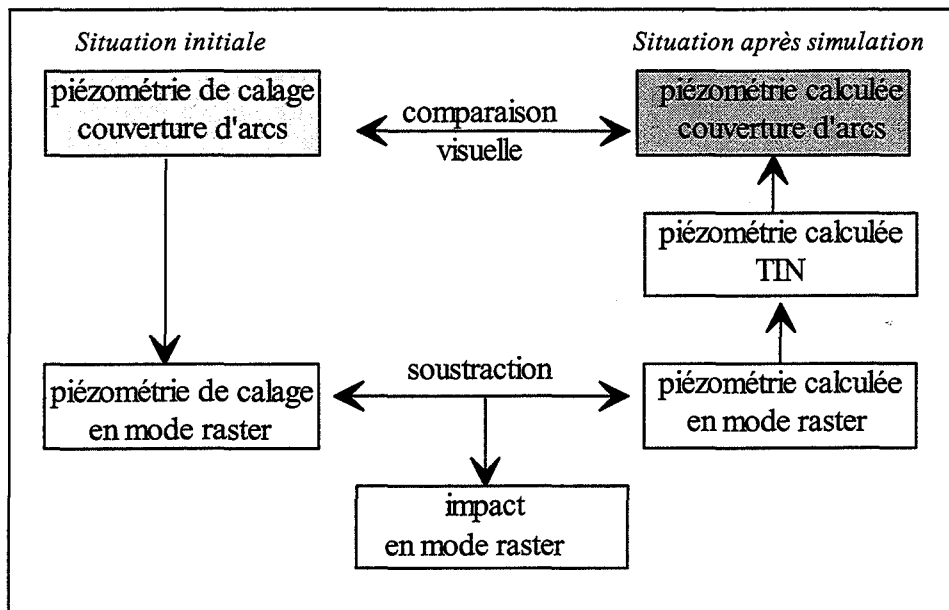 Situation initiale
Situation après simulation
piézométrie de calage
couverture d'arcs
comparaison
visuelle
piézométrie calculée
couverture d'arcs
piézométrie calculée
TIN
piézométrie de calage
en mode raster
soustraction
piézométrie calculée
en mode raster
impact
en mode raster